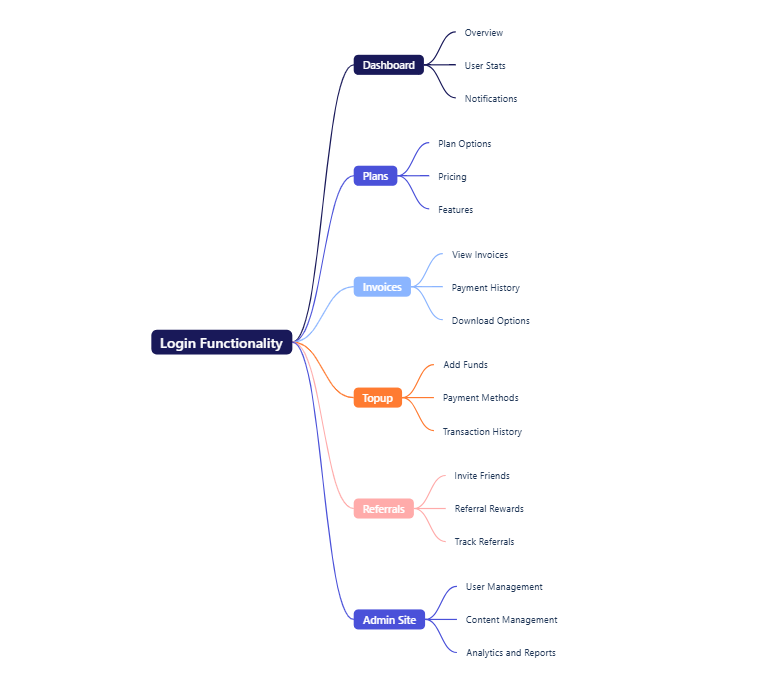 Login Functionality
Dashboard
Overview
User Stats
Notifications
Plans
Plan Options
Pricing
Features
Invoices
View Invoices
Payment History
Download Options
Topup
Add Funds
Payment Methods
Transaction History
Referrals
Invite Friends
Referral Rewards
Track Referrals
Admin Site
User Management
Content Management
Analytics and Reports